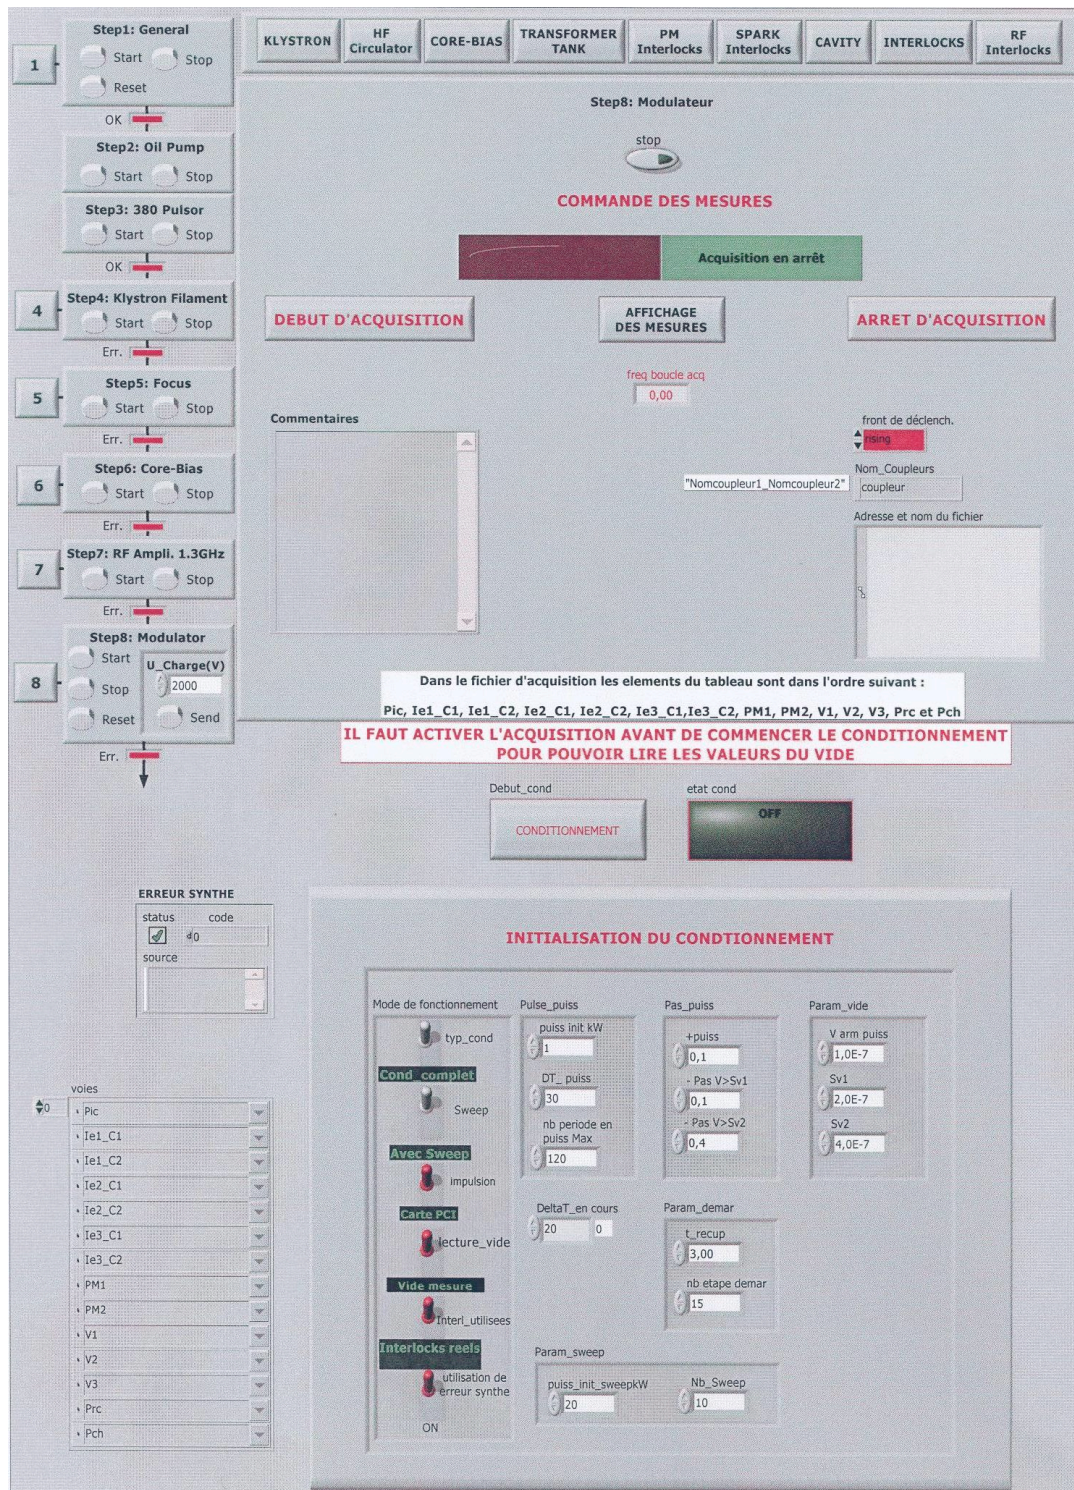 KLYSTRON
HF
Circulator
CORE-BIAS
TRANSFORMER
TANK
PM
Interlocks
SPARK
Interlocks
CAVITY
INTERLOCKS
RF
Interlocks
Step1: General
1
Start
Stop
Reset
OK
Step2: Oil Pump
Start
Stop
Step3: 380 Pulsor
Start
Stop
OK
4
Step4: Klystron Filament
Start
Stop
Err.
5
Step5: Focus
Start
Stop
Err.
6
Step6: Core-Bias
Start
Stop
Err.
7
Step7: RF Ampli. 1.3GHz
Start
Stop
Err.
8
Step8: Modulator
Start
Stop
Reset
U_Charge(V)
2000
Send
Err.
Step8: Modulateur
stop
COMMANDE DES MESURES
Acquisition en arrêt
DEBUT D'ACQUISITION
AFFICHAGE
DES MESURES
ARRET D'ACQUISITION
freq boucle acq
0,00
Commentaires
front de déclench.
rising
Nom_Coupleurs
"Nomcoupleur1_Nomcoupleur2"
coupleur
Adresse et nom du fichier
Dans le fichier d'acquisition les elements du tableau sont dans l'ordre suivant :
Pic, Ie1_C1, Ie1_C2, Ie2_C1, Ie2_C2, Ie3_C1,Ie3_C2, PM1, PM2, V1, V2, V3, Prc et Pch
IL FAUT ACTIVER L'ACQUISITION AVANT DE COMMENCER LE CONDITIONNEMENT
POUR POUVOIR LIRE LES VALEURS DU VIDE
Debut_cond
CONDITIONNEMENT
etat cond
OFF
ERREUR SYNTHE
status
code
d0
source
voies
0
Pic
Ie1_C1
Ie1_C2
Ie2_C1
Ie2_C2
Ie3_C1
Ie3_C2
PM1
PM2
V1
V2
V3
Prc
Pch
INITIALISATION DU CONDTIONNEMENT
Mode de fonctionnement
typ_cond
Cond_complet
Sweep
Avec Sweep
impulsion
Carte PCI
lecture_vide
Vide mesure
Interl_utilisees
Interlocks reels
utilisation de
erreur synthe
ON
Pulse_puiss
puiss init kW
1
DT_ puiss
30
nb periode en
puiss Max
120
DeltaT_en cours
20
0
Pas_puiss
+puiss
0,1
- Pas V>Sv1
0,1
- Pas V>Sv2
0,4
Param_vide
V arm puiss
1,0E-7
Sv1
2,0E-7
Sv2
4,0E-7
Param_demar
t_recup
3,00
nb etape demar
15
Param_sweep
puiss_init_sweepkW
20
Nb_Sweep
10